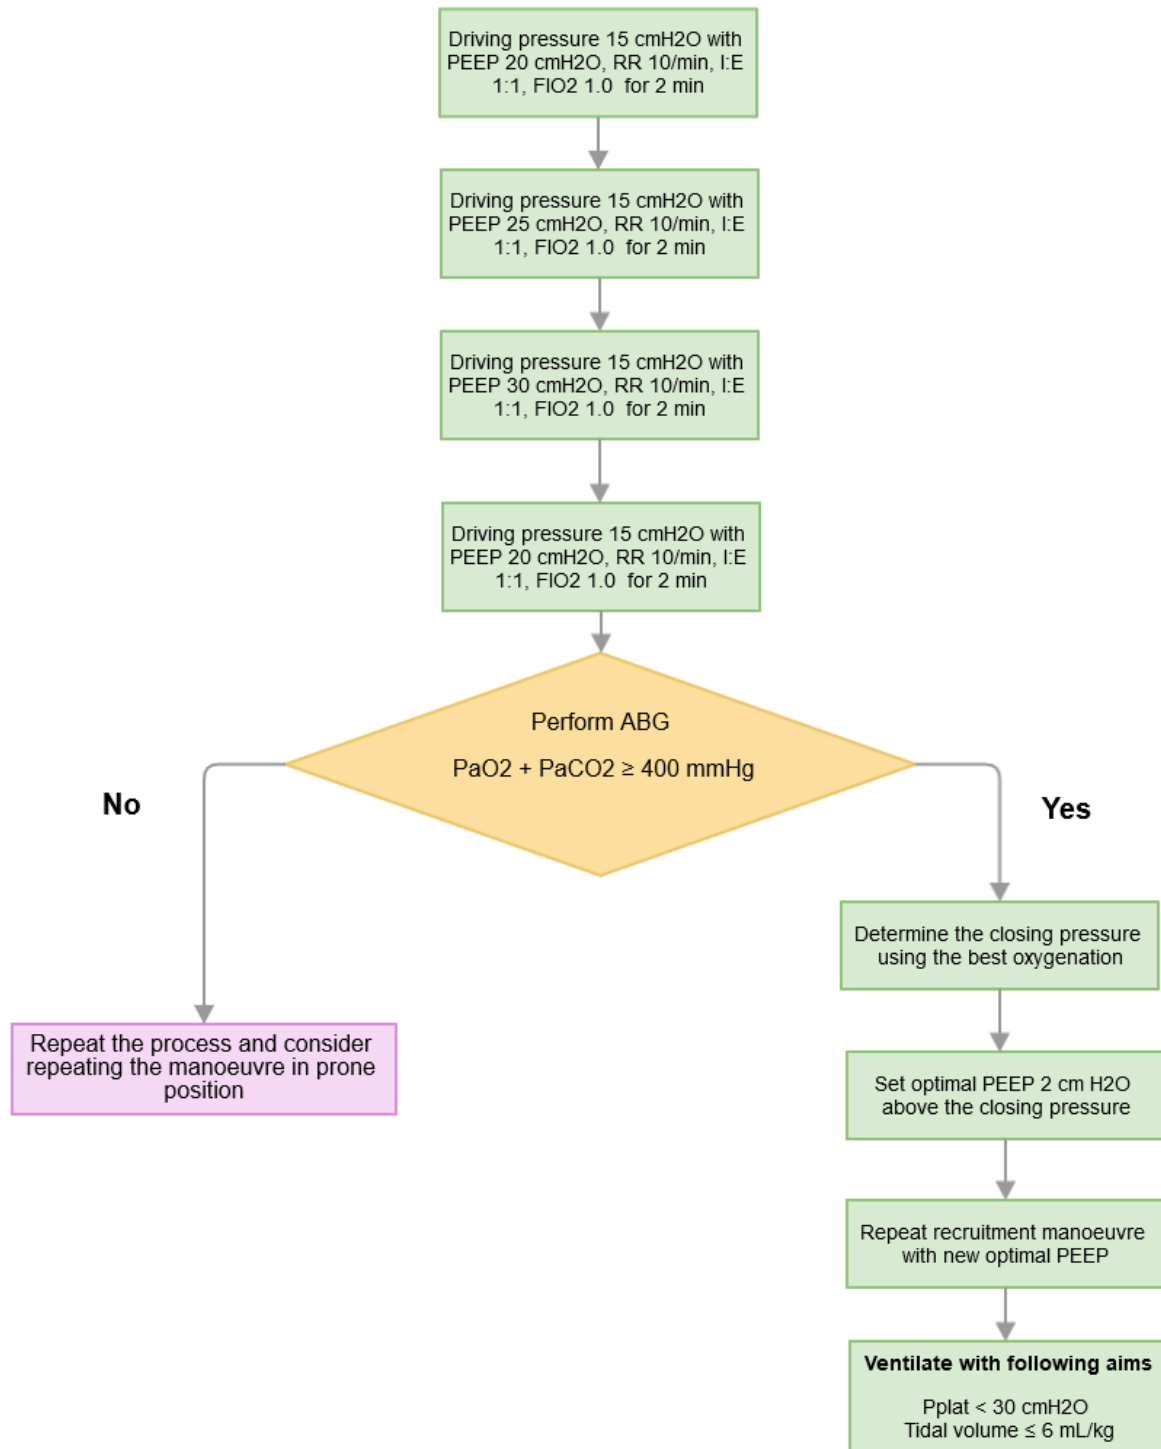 Driving pressure 15 cmH2O with
PEEP 20 cmH2O, RR 10/min, I:E
1:1, FIO2 1.0  for 2 min
Driving pressure 15 cmH2O with
PEEP 25 cmH2O, RR 10/min, I:E
1:1, FIO2 1.0  for 2 min
Driving pressure 15 cmH2O with
PEEP 30 cmH2O, RR 10/min, I:E
1:1, FIO2 1.0  for 2 min
Driving pressure 15 cmH2O with
PEEP 20 cmH2O, RR 10/min, I:E
1:1, FIO2 1.0  for 2 min
Perform ABG
PaO2 + PaCO2 ≥ 400 mmHg
No
Yes
Repeat the process and consider
repeating the manoeuvre in prone
position
Determine the closing pressure
using the best oxygenation
Set optimal PEEP 2 cm H2O
above the closing pressure
Repeat recruitment manoeuvre
with new optimal PEEP
Ventilate with following aims
Pplat < 30 cmH2O
Tidal volume ≤ 6 mL/kg